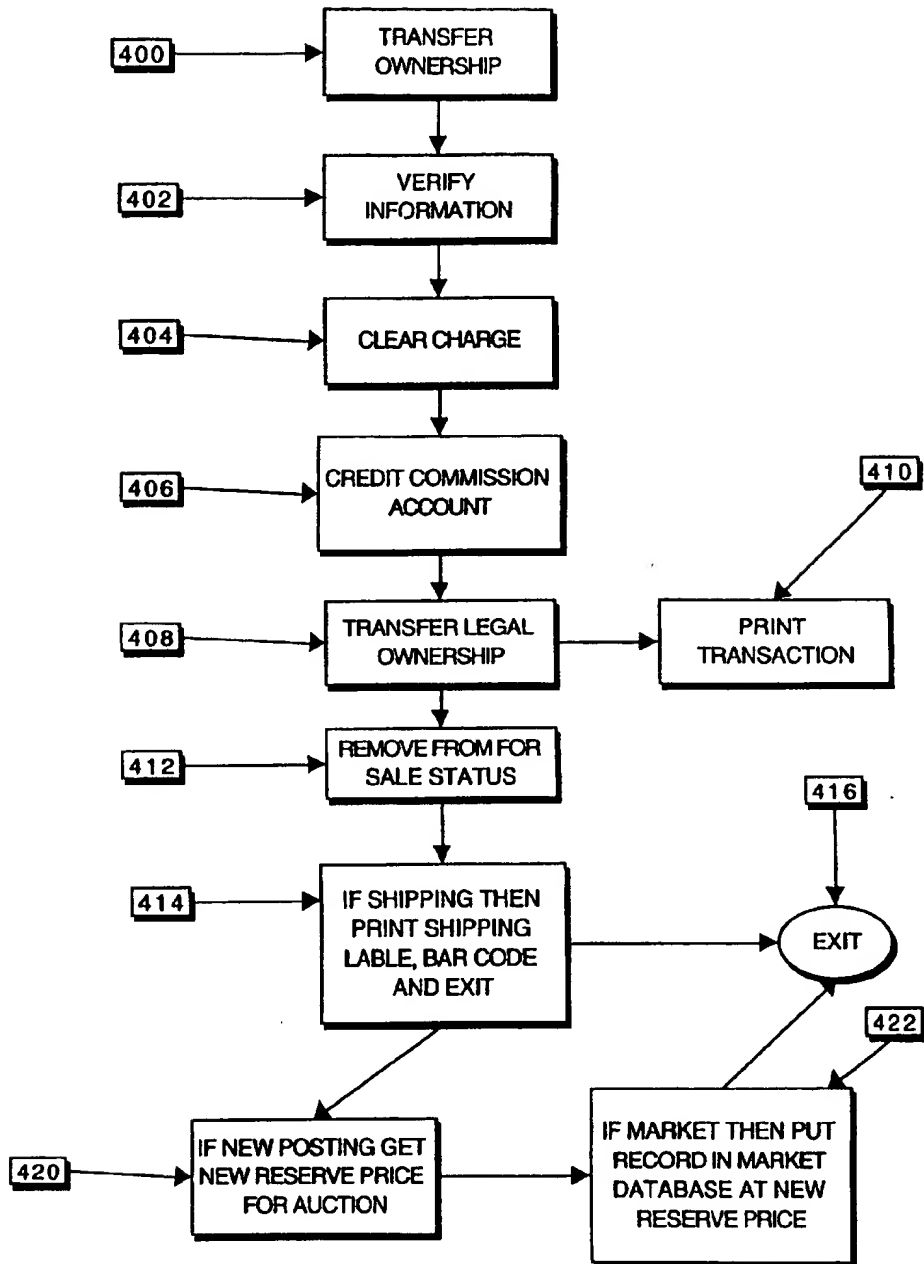 400
TRANSFER
OWNERSHIP
402
VERIFY
INFORMATION
404
CLEAR CHARGE
406
CREDIT COMMISSION
ACCOUNT
410
408
TRANSFER LEGAL
OWNERSHIP
PRINT
TRANSACTION
412
REMOVE FROM FOR
SALE STATUS
416
414
IF SHIPPING THEN
PRINT SHIPPING
LABLE, BAR CODE
AND EXIT
EXIT
422
420
IF NEW POSTING GET
NEW RESERVE PRICE
FOR AUCTION
IF MARKET THEN PUT
RECORD IN MARKET
DATABASE AT NEW
RESERVE PRICE